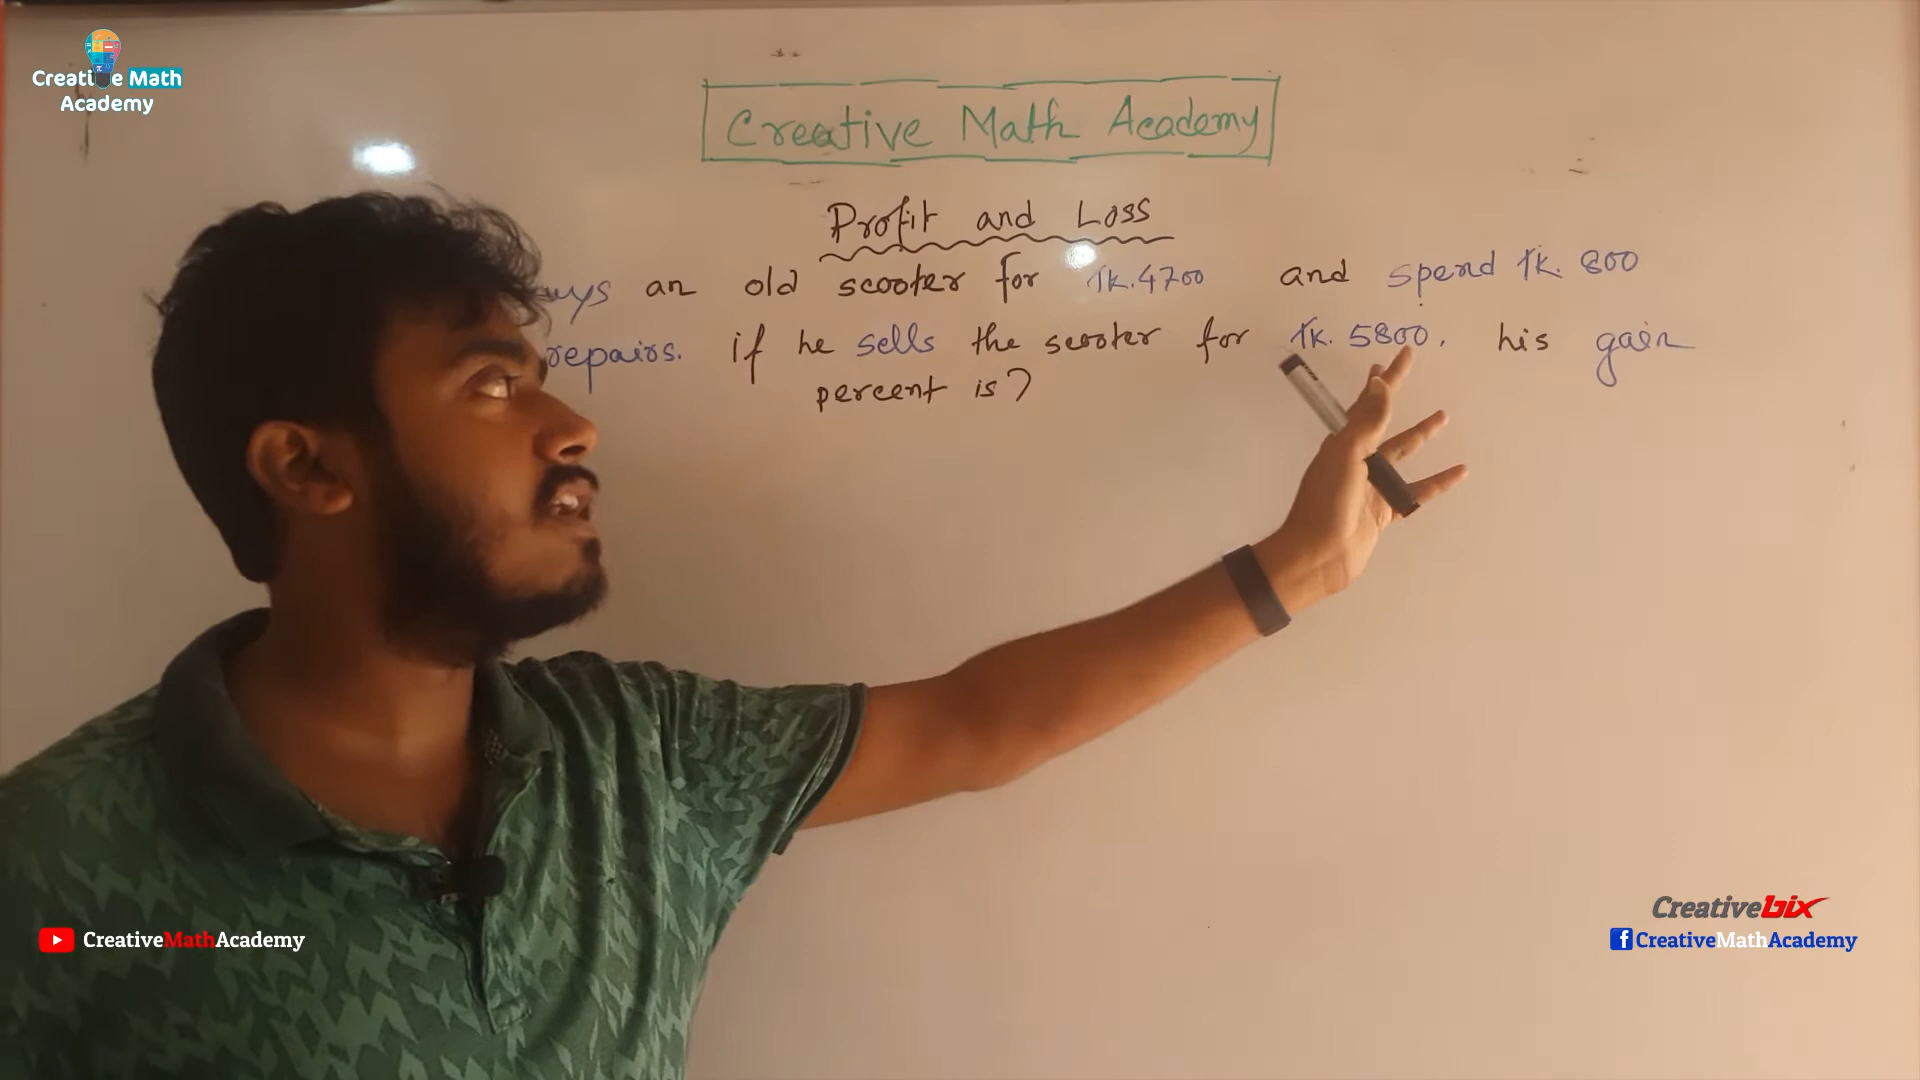 Creative Math
Academy
Creative Math Academy
Profit and Loss
an old scooter for Tk. 4700 and spend Tk. 800
repairs. if he sells the scooter for Tk. 5800, his gain
percent is?
Creativebix
CreativeMathAcademy
CreativeMathAcademy